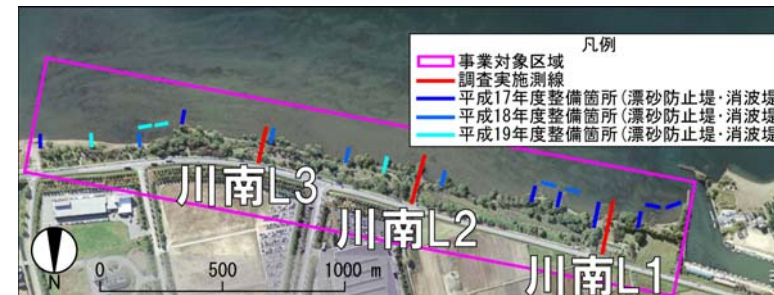 凡例
事業対象区域
調査実施測線
平成17年度整備箇所(漂砂防止堤・消波堤
平成18年度整備箇所(漂砂防止堤・消波堤
平成19年度整備箇所(漂砂防止堤・消波堤
川南L3
川南L2
川南L1
N
0 500 1000 m